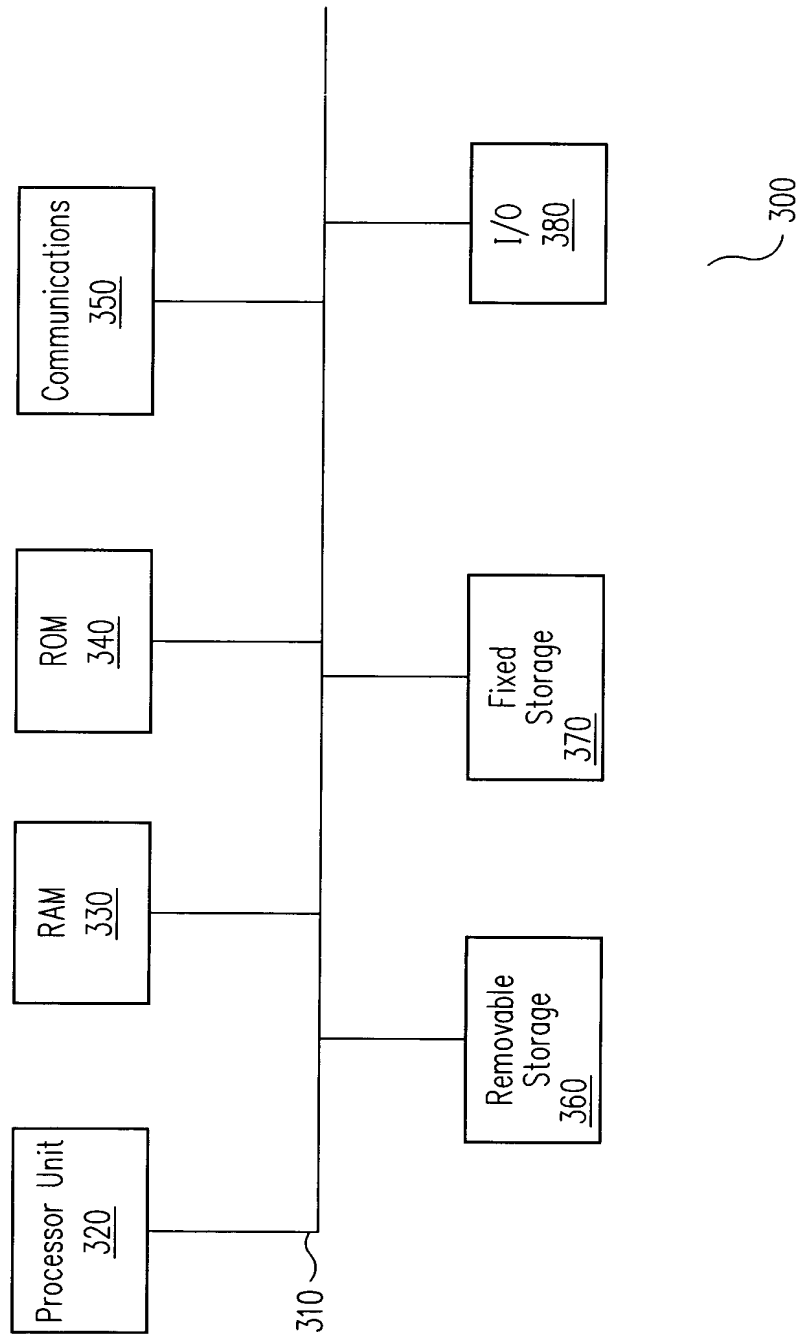 Processor Unit
320
RAM
330
ROM
340
Communications
350
310
Removable
Storage
360
Fixed
Storage
370
I/O
380
300